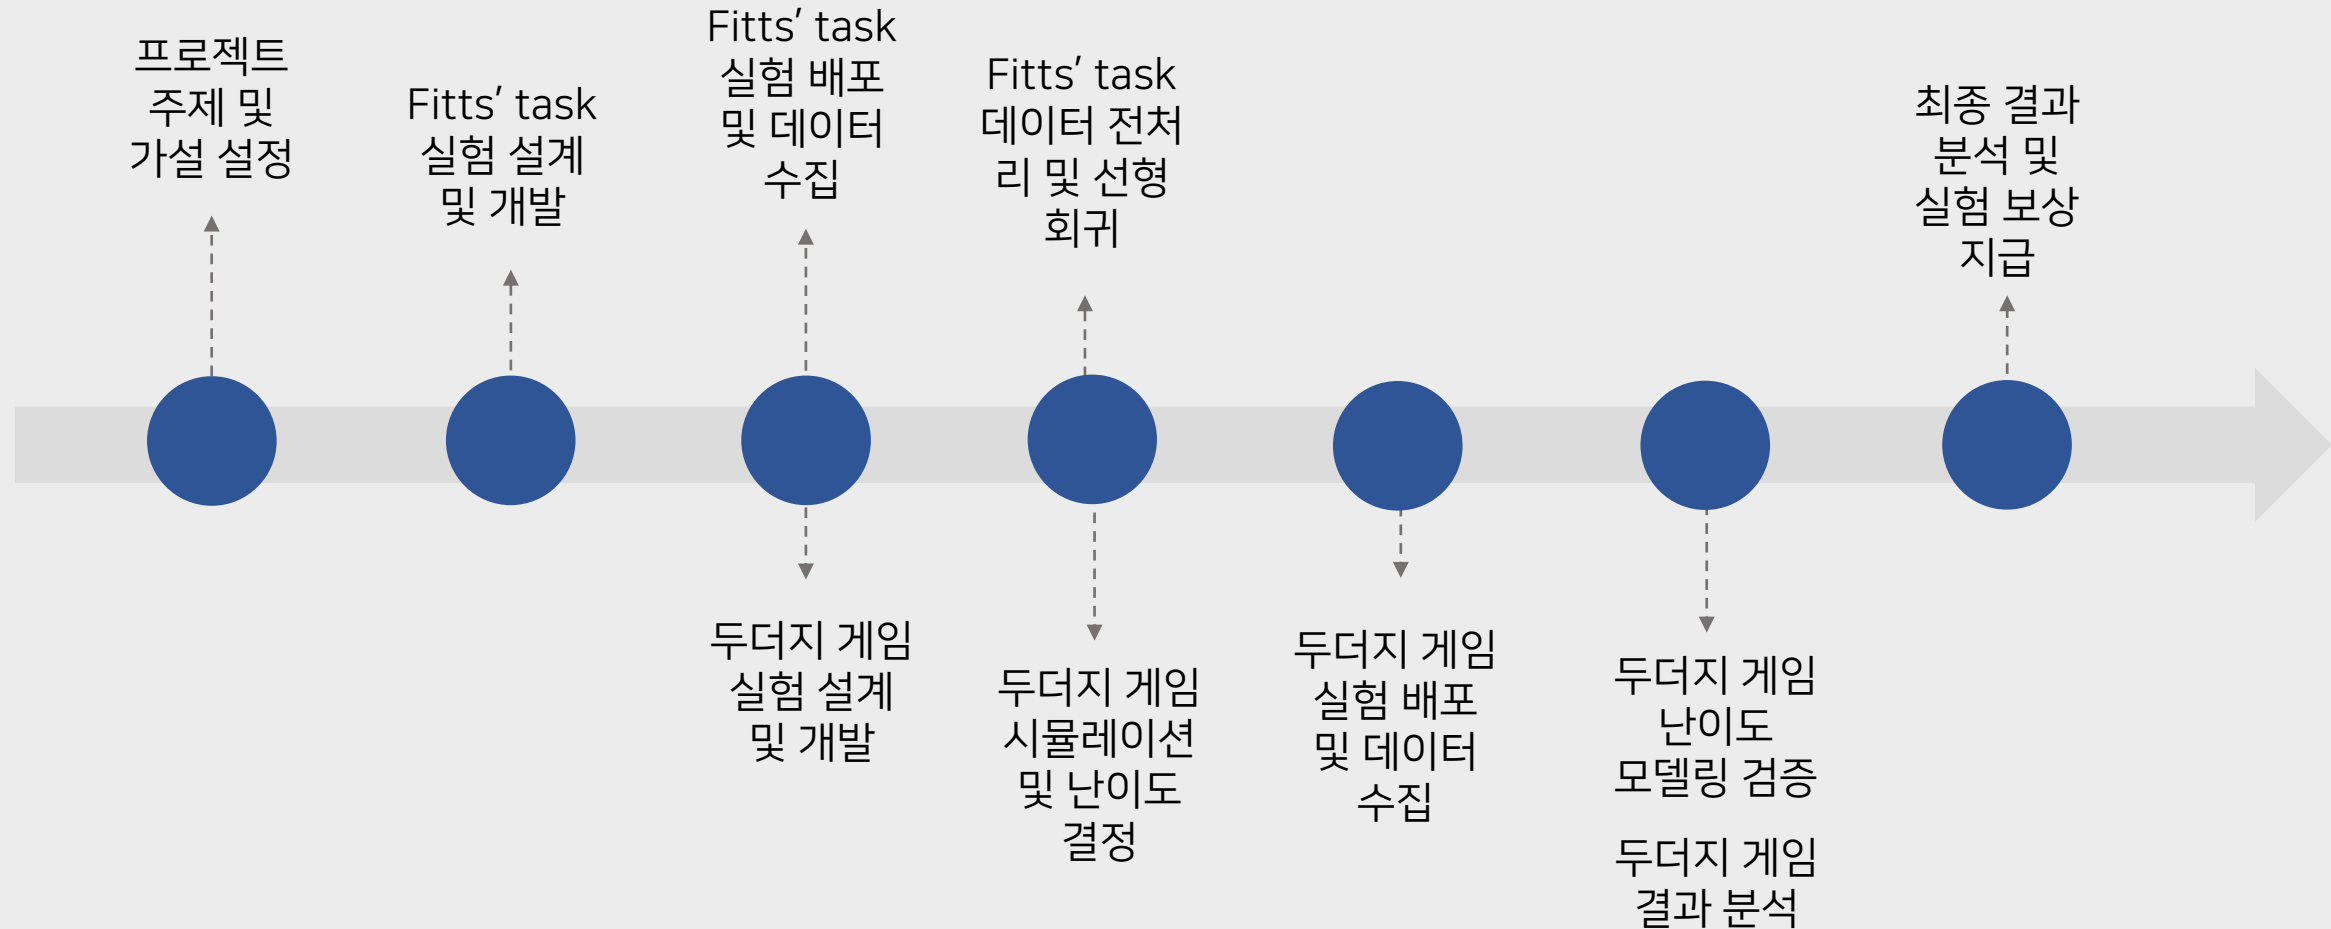 프로젝트
주제 및
가설 설정
Fitts’ task
실험 설계
및 개발
Fitts’ task
실험 배포
및 데이터
수집
Fitts’ task
데이터 전처
리 및 선형
회귀
최종 결과
분석 및
실험 보상
지급
두더지 게임
실험 설계
및 개발
두더지 게임
시뮬레이션
및 난이도
결정
두더지 게임
실험 배포
및 데이터
수집
두더지 게임
난이도
모델링 검증
두더지 게임
결과 분석